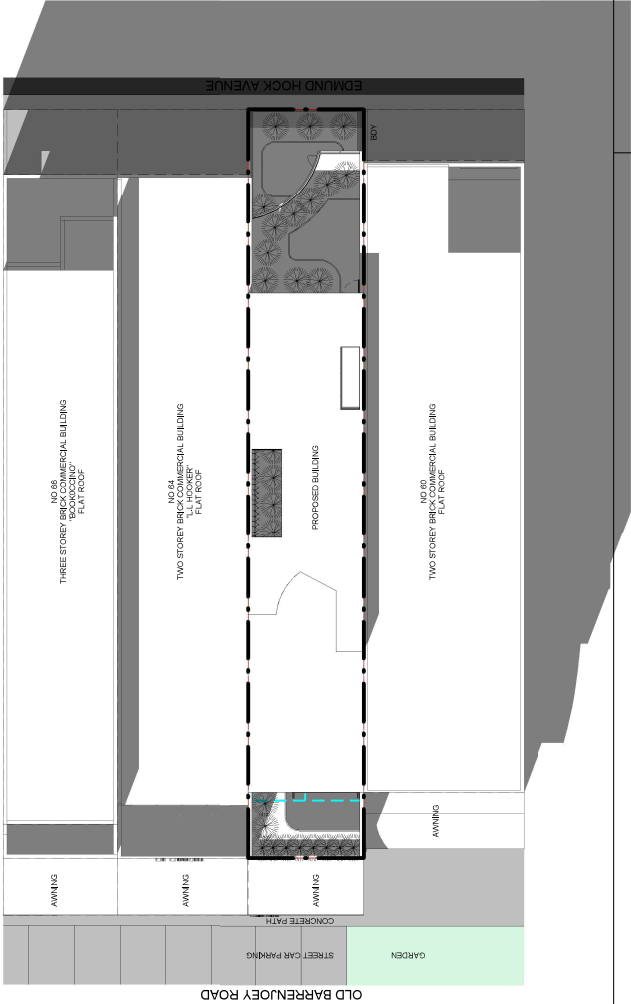 EDMUND HOCK AVENUE
BDY
NO 66
THREE STOREY BRICK COMMERCIAL BUILDING
"BOOKOCCINO"
FLAT ROOF
NO 64
TWO STOREY BRICK COMMERCIAL BUILDING
"L.L HOOKER"
FLAT ROOF
PROPOSED BUILDING
NO 60
TWO STOREY BRICK COMMERCIAL BUILDING
FLAT ROOF
AWNING
AWNING
AWNING
AWNING
CONCRETE PATH
STREET CAR PARKING
GARDEN
OLD BARRENJOEY ROAD